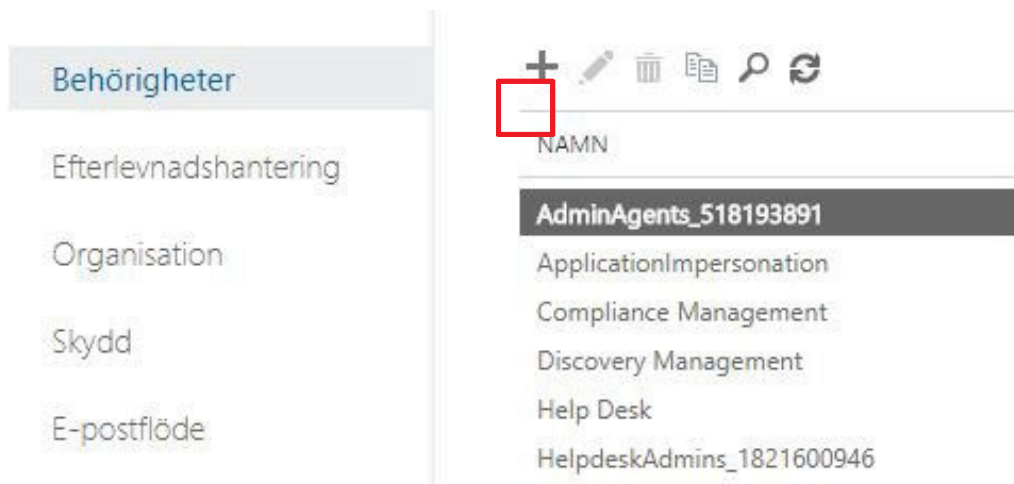 Behörigheter
Efterlevnadshantering
Organisation
Skydd
E-postflöde
NAMN
AdminAgents_518193891
ApplicationImpersonation
Compliance Management
Discovery Management
Help Desk
HelpdeskAdmins_1821600946